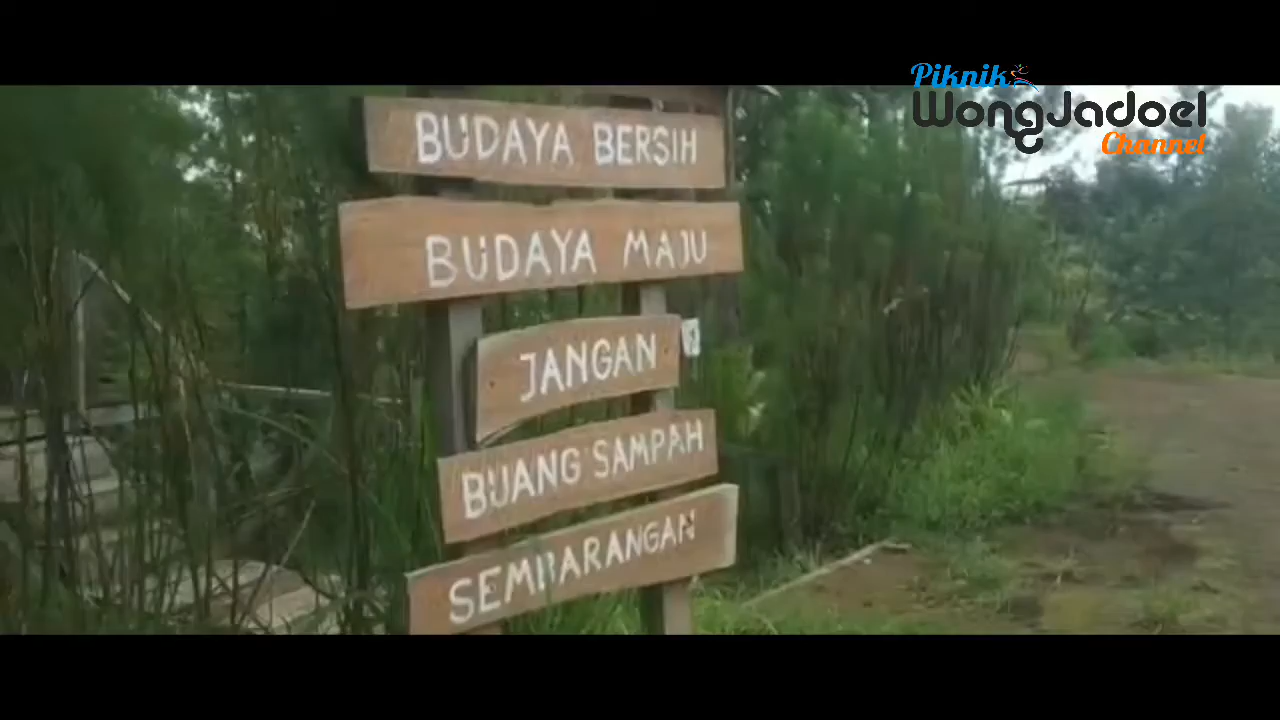 Piknik
WongJadoel
Channel
BUDAYA BERSIH
BUDAYA MAJU
JANGAN
BUANG SAMPAH
SEMBARANGAN